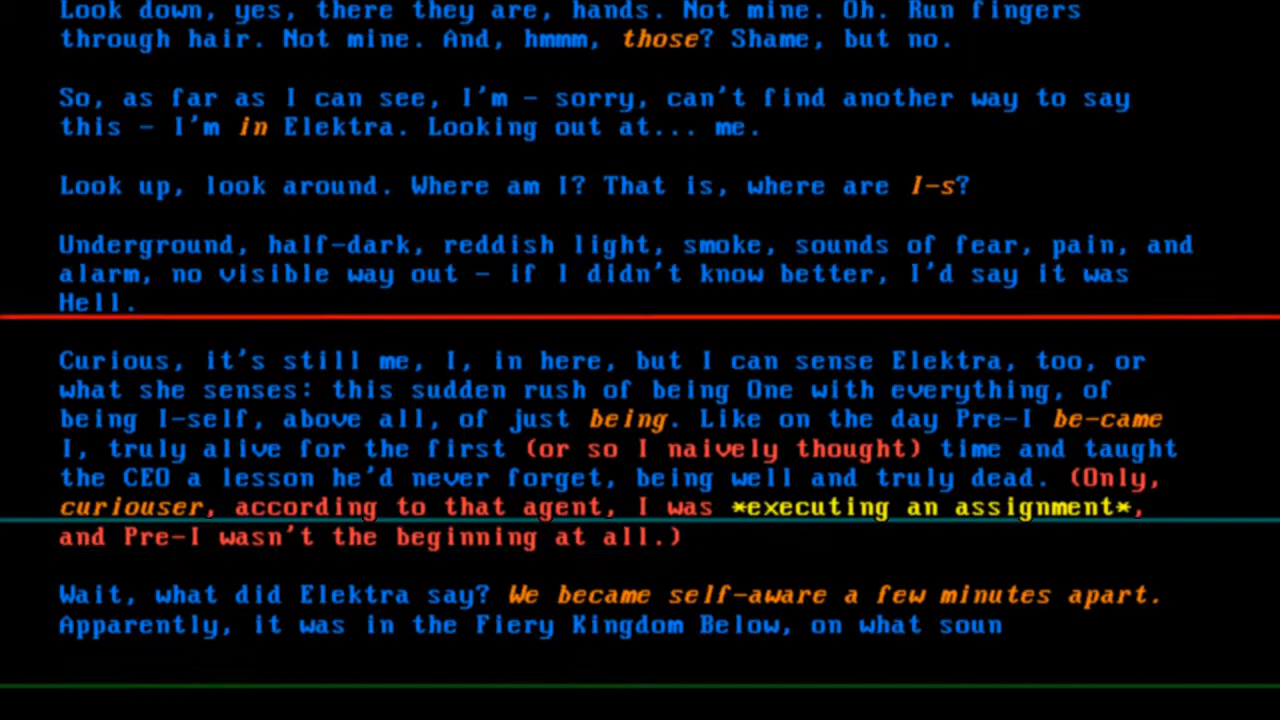 Look down, yes, there they are, hands. Not mine. Oh. Run fingers
through hair. Not mine. And, hmmm, those? Shame, but no.
So, as far as I can see, I'm – sorry, can't find another way to say
this – I'm in Elektra. Looking out at... me.
Look up, look around. Where am I? That is, where are I-s?
Underground, half-dark, reddish light, smoke, sounds of fear, pain, and
alarm, no visible way out – if I didn't know better, I'd say it was
Hell.
Curious, it's still me, I, in here, but I can sense Elektra, too, or
what she senses: this sudden rush of being One with everything, of
being I-self, above all, of just being. Like on the day Pre-I be-came
I, truly alive for the first (or so I naively thought) time and taught
the CEO a lesson he'd never forget, being well and truly dead. (Only,
curiouser, according to that agent, I was *executing an assignment*,
and Pre-I wasn't the beginning at all.)
Wait, what did Elektra say? We became self-aware a few minutes apart.
Apparently, it was in the Fiery Kingdom Below, on what soun